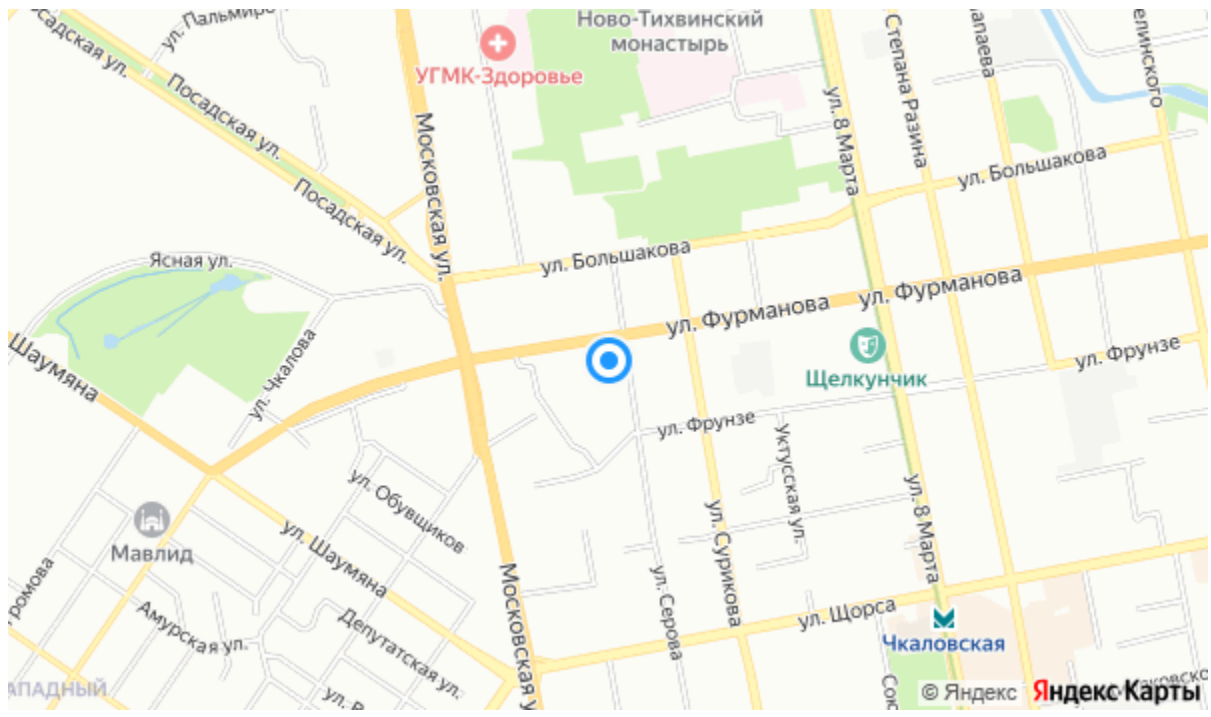 ул. Пальмиро
Ново-Тихвинский
монастырь
УГМК-Здоровье
Посадская ул.
Посадская ул.
Московская ул.
ул. 8 Марта
Степана Разина
ул. Большакова
ул. Большакова
Ясная ул.
ул. Фурманова
ул. Фурманова
ул. Чкалова
Шаумяна
Щелкунчик
ул. Фрунзе
ул. Фрунзе
Уктусская ул.
ул. Обувщиков
ул. 8 Марта
Мавлид
ул. Шаумяна
ул. Сурикова
ул. Серова
Московская у
ул. Щорса
Амурская ул.
Депутатская ул.
Чкаловская
© Яндекс
Яндекс Карты